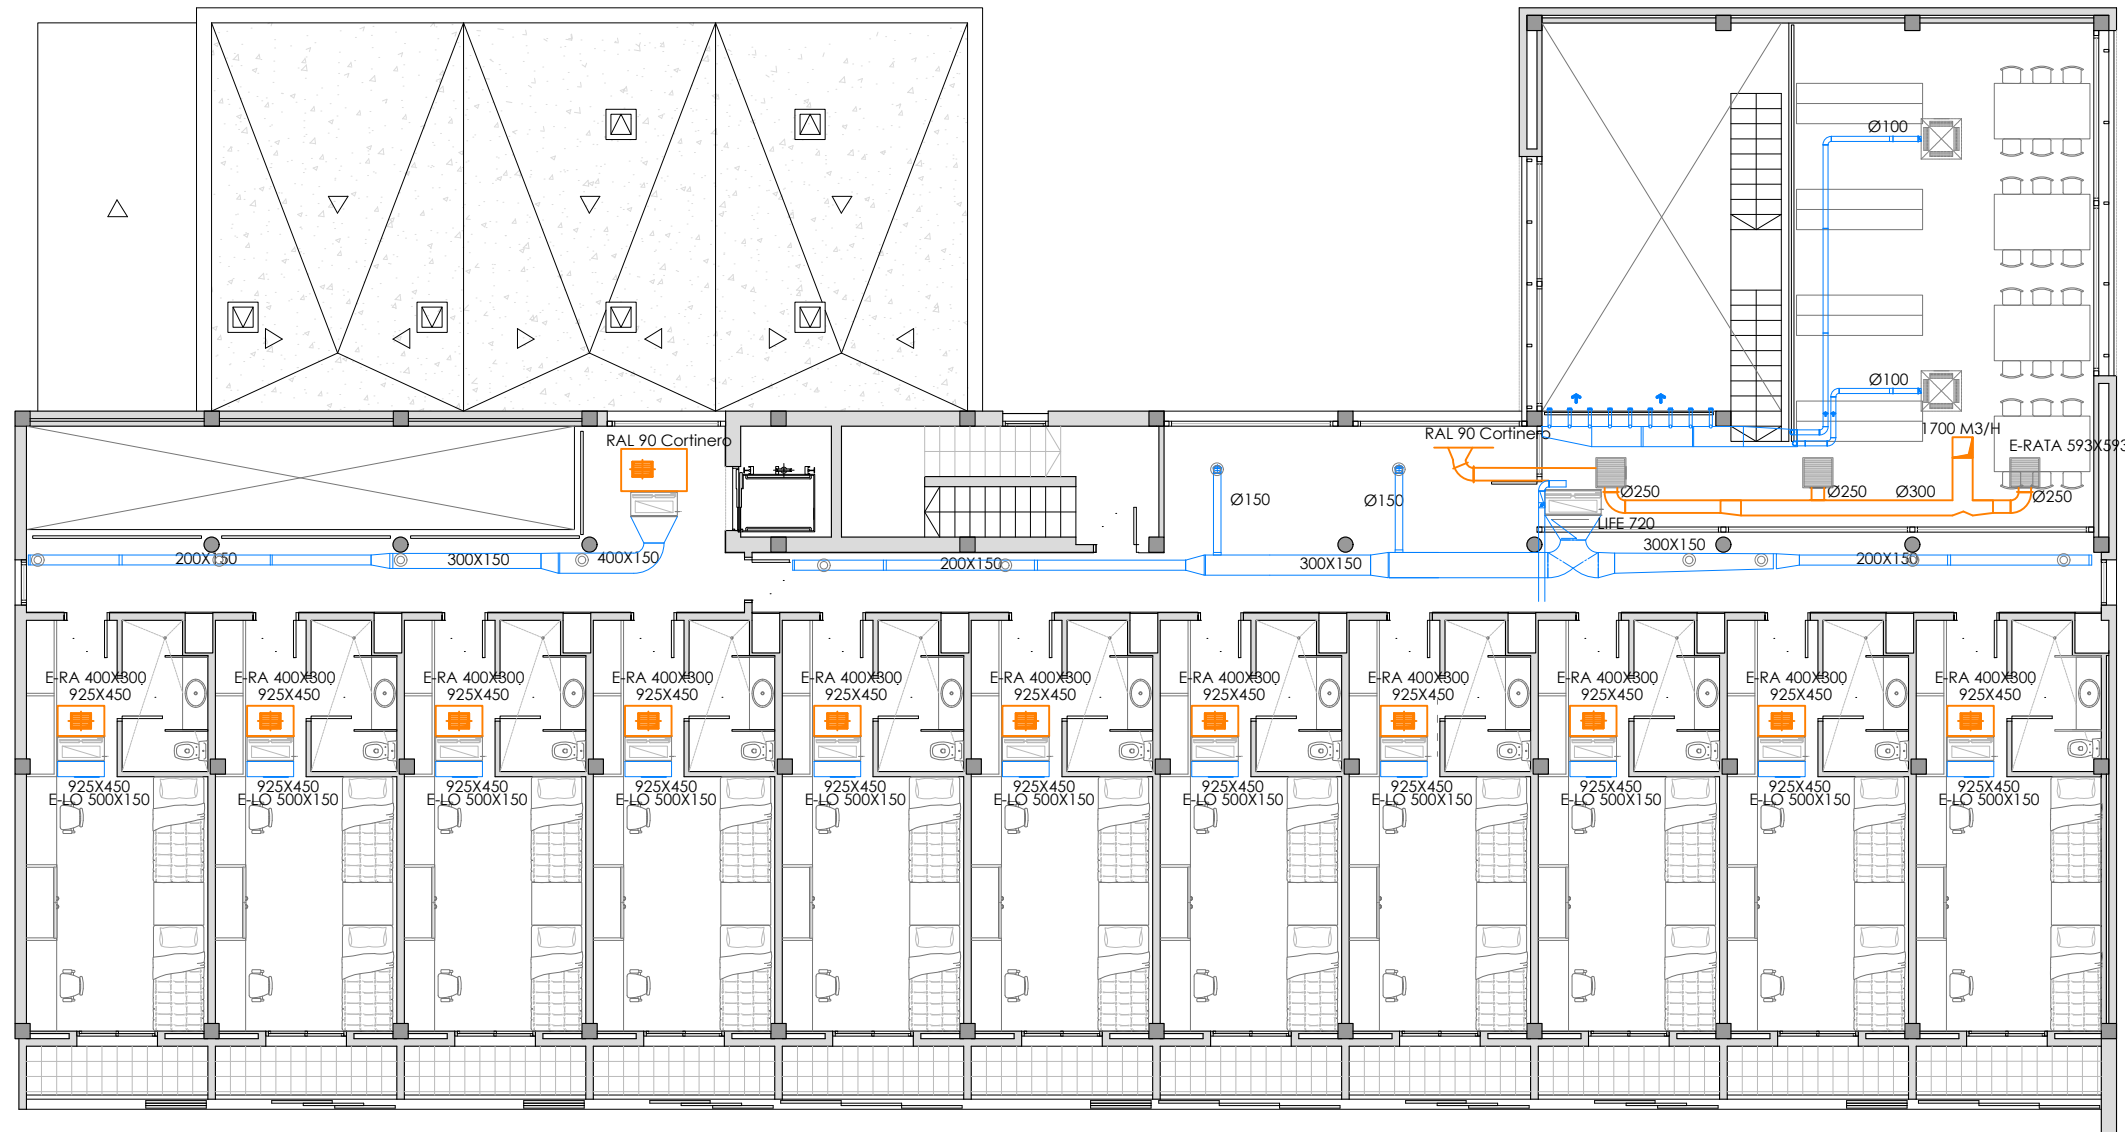 Ø100
Ø100
1700 M3/H
E-RATA 593X593
RAL 90 Cortinero
RAL 90 Cortinero
Ø150
Ø150
Ø250
Ø250
Ø300
Ø250
LIFE 720
200X150
300X150
400X150
200X150
300X150
300X150
200X150
E-RA 400X300
925X450
E-RA 400X300
925X450
E-RA 400X300
925X450
E-RA 400X300
925X450
E-RA 400X300
925X450
E-RA 400X300
925X450
E-RA 400X300
925X450
E-RA 400X300
925X450
E-RA 400X300
925X450
E-RA 400X300
925X450
E-RA 400X300
925X450
925X450
E-LO 500X150
925X450
E-LO 500X150
925X450
E-LO 500X150
925X450
E-LO 500X150
925X450
E-LO 500X150
925X450
E-LO 500X150
925X450
E-LO 500X150
925X450
E-LO 500X150
925X450
E-LO 500X150
925X450
E-LO 500X150
925X450
E-LO 500X150